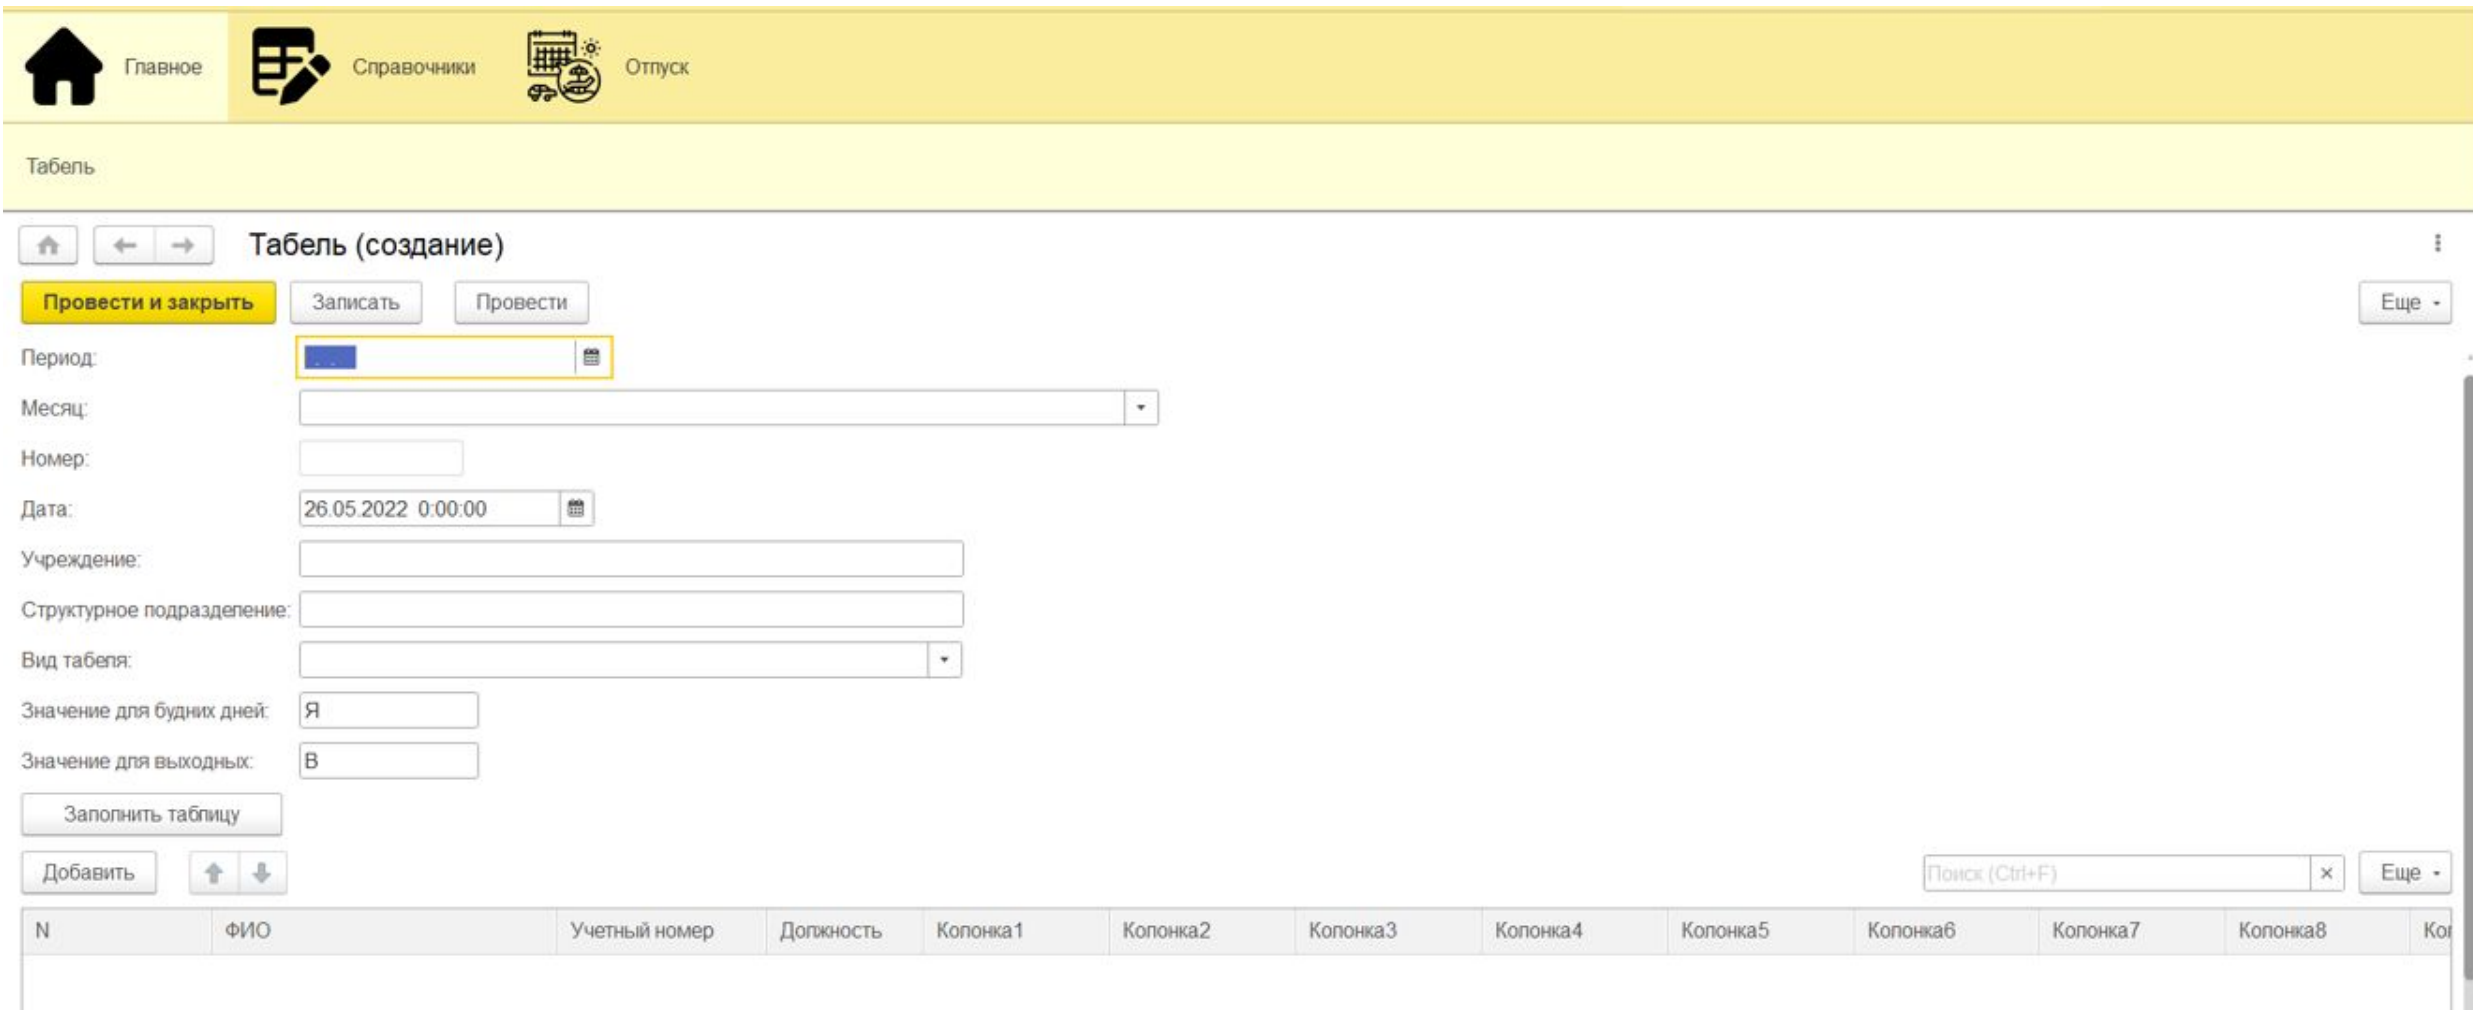 Главное Справочники Отпуск
Табель
Табель (создание)
Провести и закрыть Записать Провести Еще
Период: . .
Месяц:
Номер:
Дата: 26.05.2022 0:00:00
Учреждение:
Структурное подразделение:
Вид табеля:
Значение для будних дней: Я
Значение для выходных: В
Заполнить таблицу
Добавить Поиск (Ctrl+F) × Еще
N ФИО Учетный номер Должность Колонка1 Колонка2 Колонка3 Колонка4 Колонка5 Колонка6 Колонка7 Колонка8 Кол